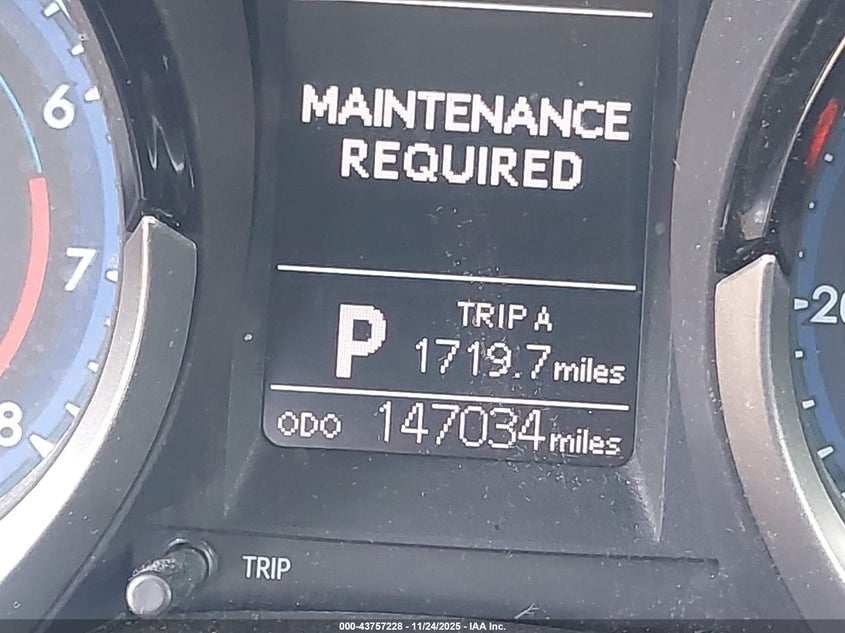 MAINTENANCE
REQUIRED
6
7
8
P
TRIP A
1719.7 miles
ODO 147034 miles
TRIP
000-43757228 - 11/24/2025 - IAA Inc.